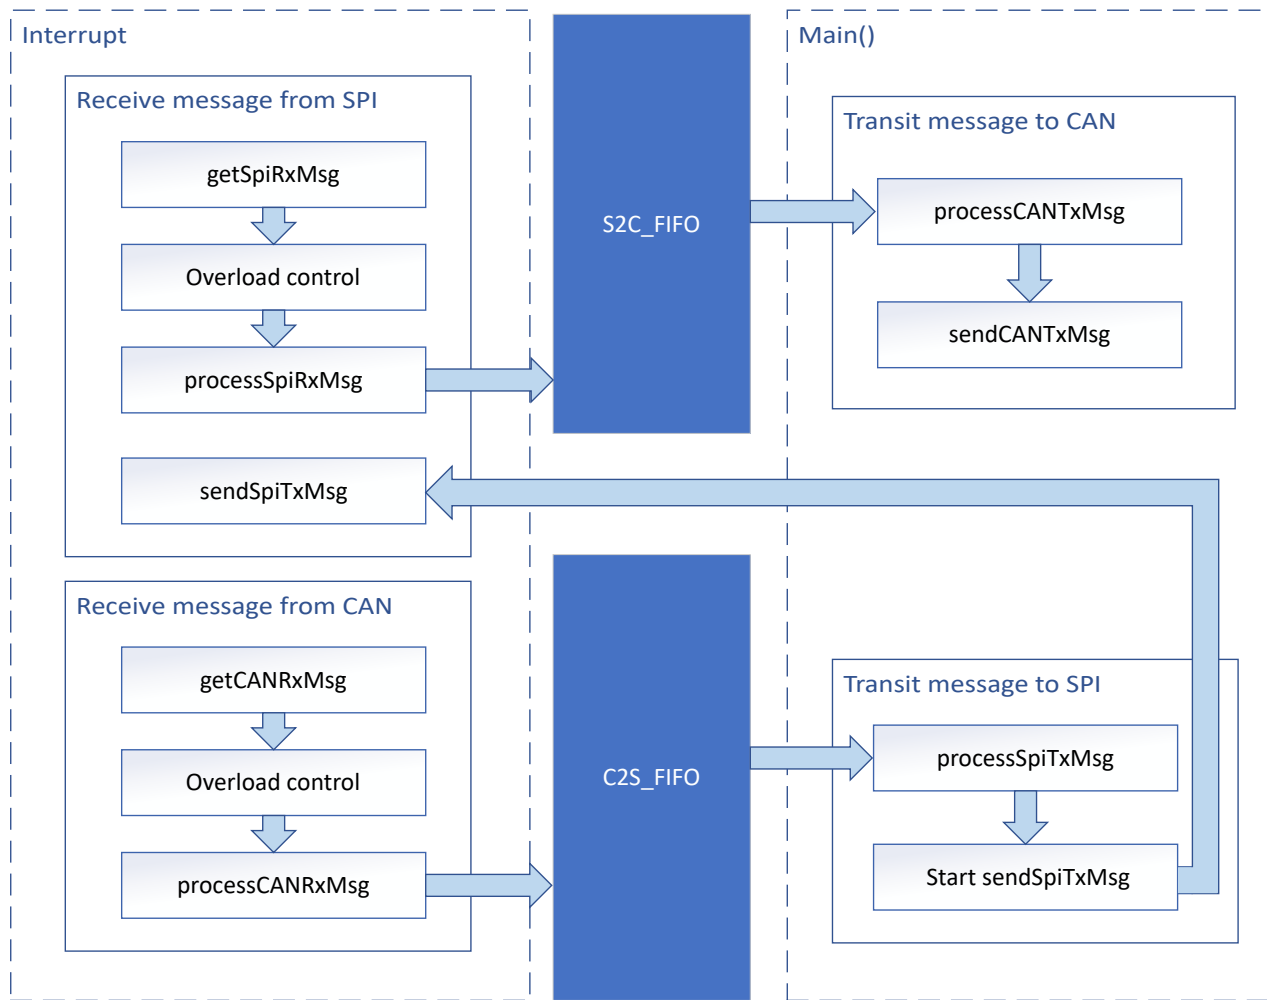 Interrupt
Receive message from SPI
getSpiRxMsg
Overload control
processSpiRxMsg
sendSpiTxMsg
Receive message from CAN
getCANRxMsg
Overload control
processCANRxMsg
S2C_FIFO
C2S_FIFO
Main()
Transit message to CAN
processCANTxMsg
sendCANTxMsg
Transit message to SPI
processSpiTxMsg
Start sendSpiTxMsg